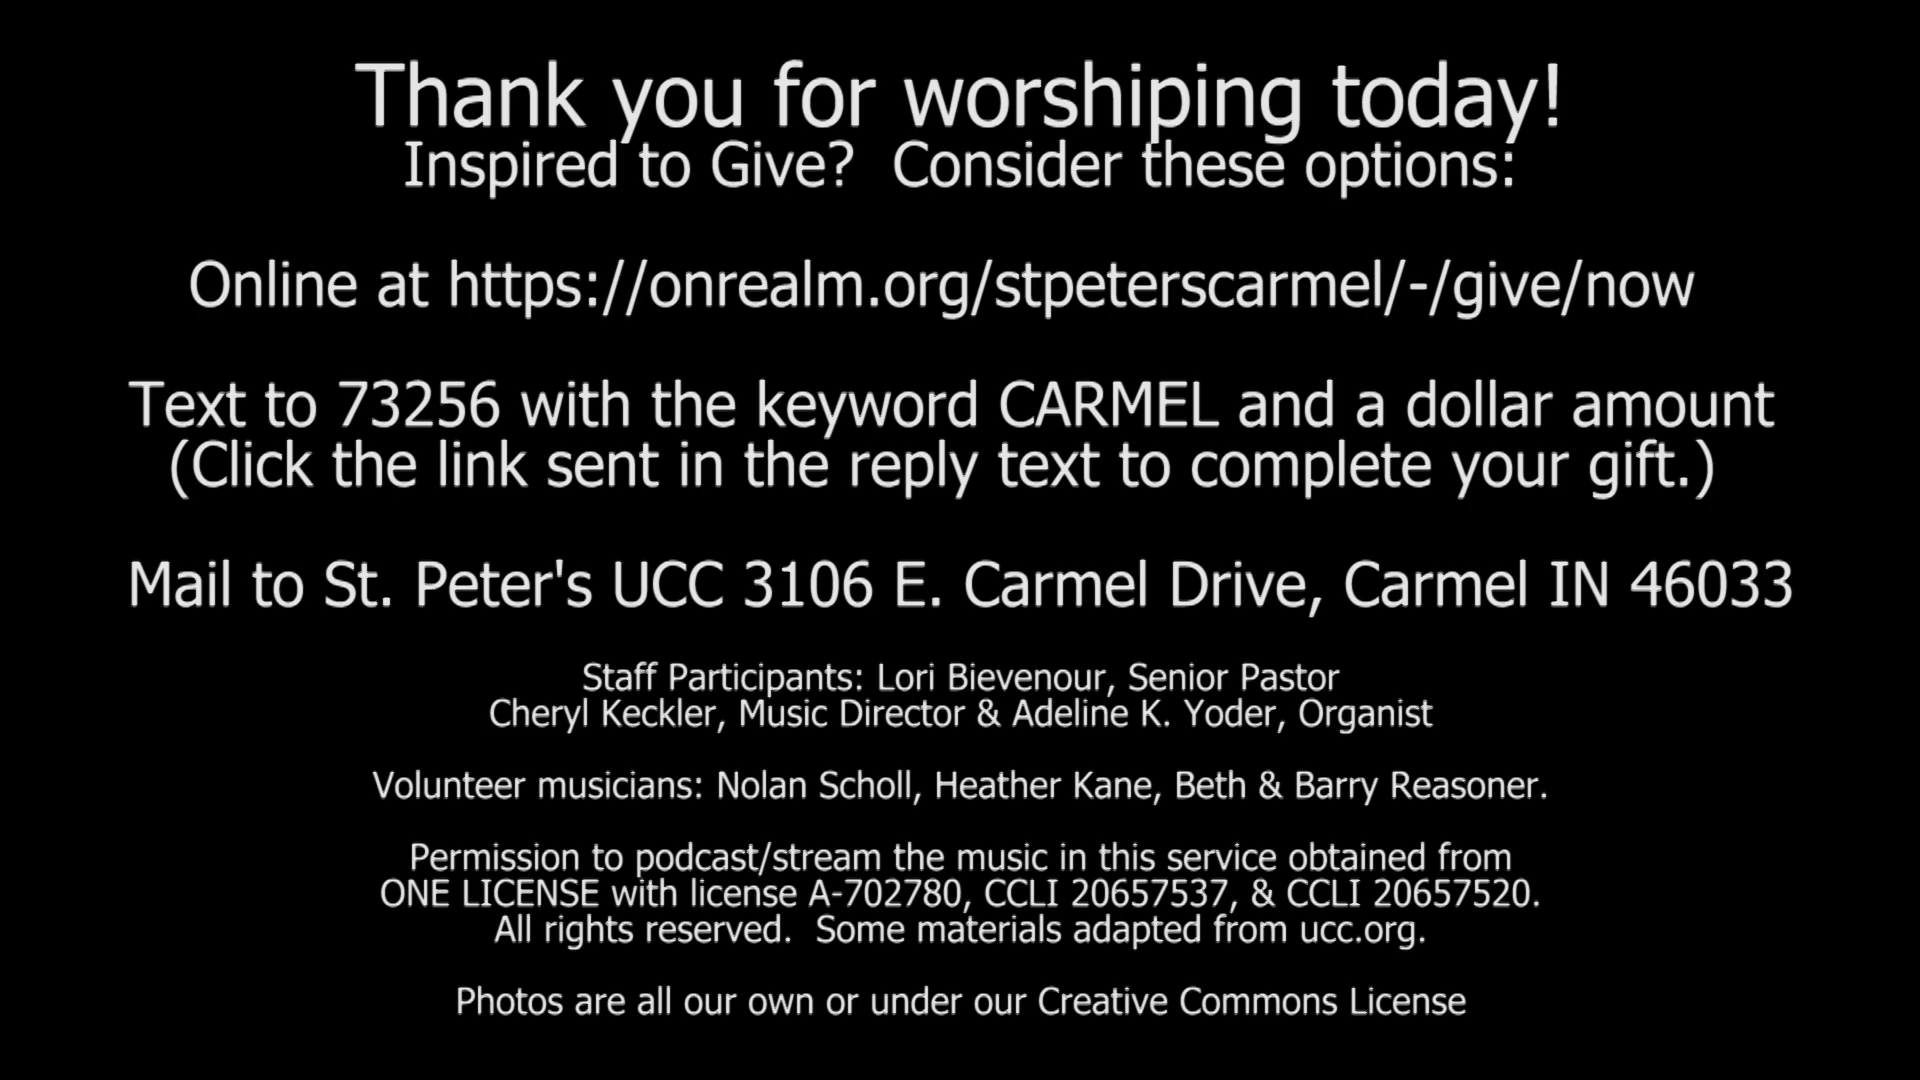 Thank you for worshiping today!
Inspired to Give?  Consider these options:
Online at https://onrealm.org/stpeterscarmel/-/give/now
Text to 73256 with the keyword CARMEL and a dollar amount
(Click the link sent in the reply text to complete your gift.)
Mail to St. Peter's UCC 3106 E. Carmel Drive, Carmel IN 46033
Staff Participants: Lori Bievenour, Senior Pastor
Cheryl Keckler, Music Director & Adeline K. Yoder, Organist
Volunteer musicians: Nolan Scholl, Heather Kane, Beth & Barry Reasoner.
Permission to podcast/stream the music in this service obtained from
ONE LICENSE with license A-702780, CCLI 20657537, & CCLI 20657520.
All rights reserved.  Some materials adapted from ucc.org.
Photos are all our own or under our Creative Commons License